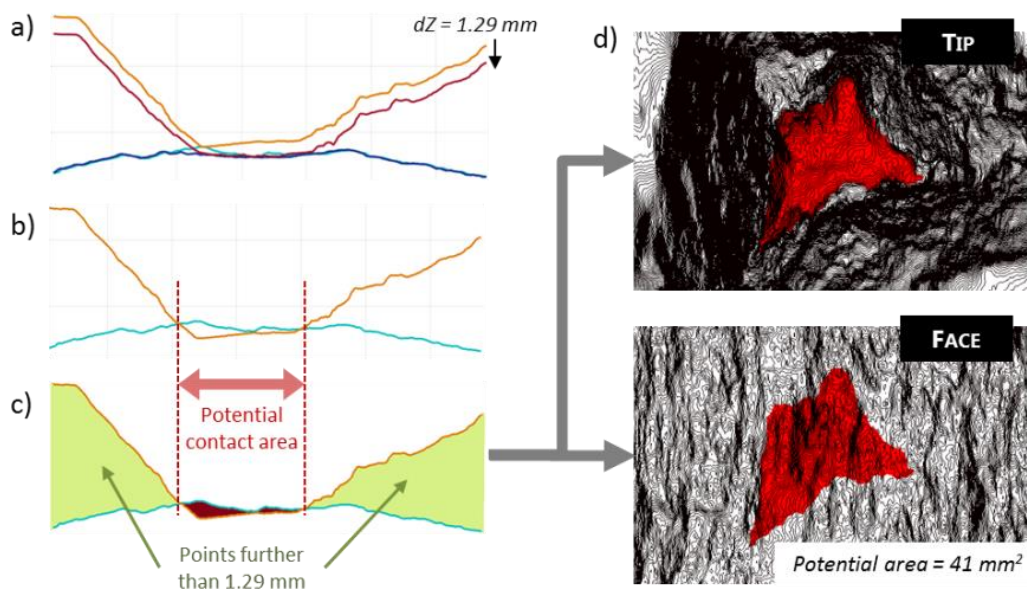 a)
dZ = 1.29 mm
b)
c)
Potential
contact area
Points further
than 1.29 mm
d)
TIP
FACE
Potential area = 41 mm²